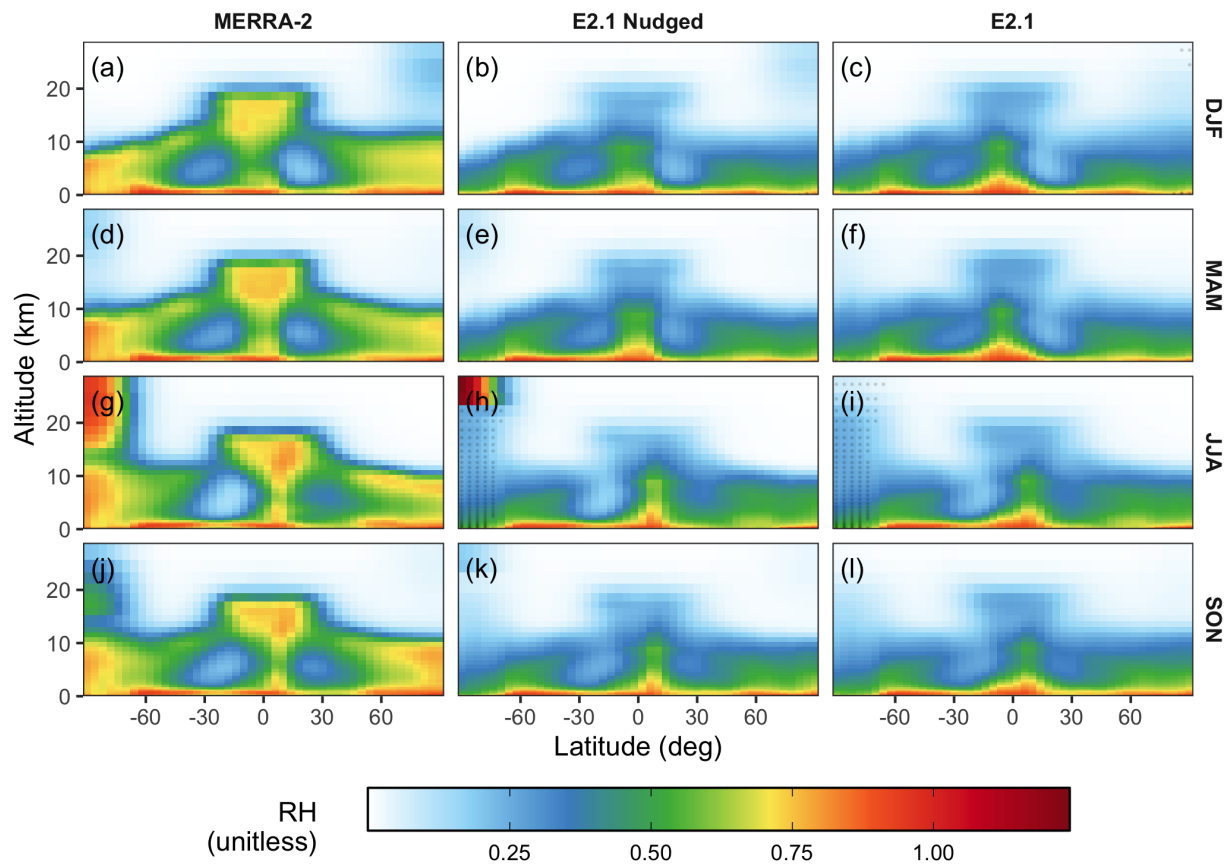 MERRA-2 E2.1 Nudged E2.1
(a) (b) (c)
DJF
20
10
0
(d) (e) (f)
MAM
20
10
0
Altitude (km)
(g) (h) (i)
JJA
20
10
0
(j) (k) (l)
SON
20
10
0
-60 -30 0 30 60 -60 -30 0 30 60 -60 -30 0 30 60
Latitude (deg)
RH
(unitless)
0.25 0.50 0.75 1.00